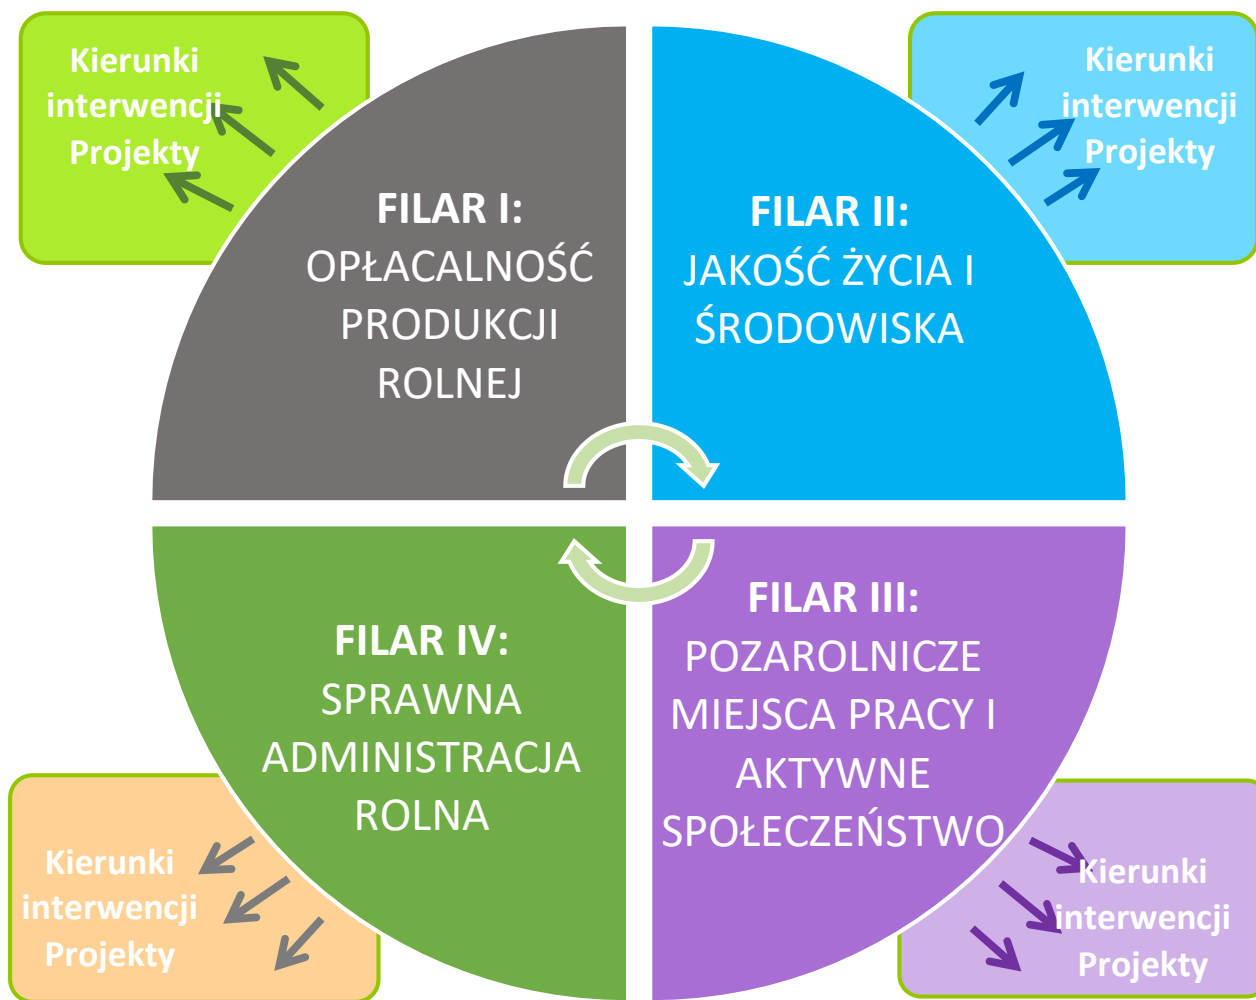 Kierunki
interwencji
Projekty
FILAR I:
OPŁACALNOŚĆ
PRODUKCJI
ROLNEJ
FILAR II:
JAKOŚĆ ŻYCIA I
ŚRODOWISKA
Kierunki
interwencji
Projekty
FILAR IV:
SPRAWNA
ADMINISTRACJA
ROLNA
Kierunki
interwencji
Projekty
FILAR III:
POZAROLNICZE
MIEJSCA PRACY I
AKTYWNE
SPOŁECZEŃSTWO
Kierunki
interwencji
Projekty